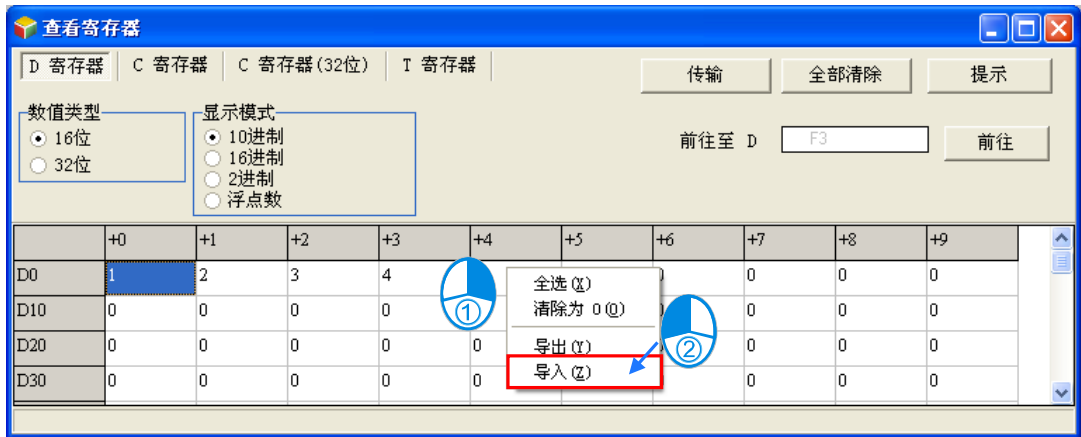 查看寄存器
D 寄存器 C 寄存器 C 寄存器(32位) T 寄存器
传输 全部清除 提示
数值类型 显示模式
16位 10进制
32位 16进制
2进制
浮点数
前往至 D F3 前往
+0 +1 +2 +3 +4 +5 +6 +7 +8 +9
D0 1 2 3 4 0 0 0
D10 0 0 0 0 0 0 0
D20 0 0 0 0 0 0 0 0
D30 0 0 0 0 0 0 0 0
全选(X)
清除为 0(0)
导出(Y)
导入(Z)
①
②